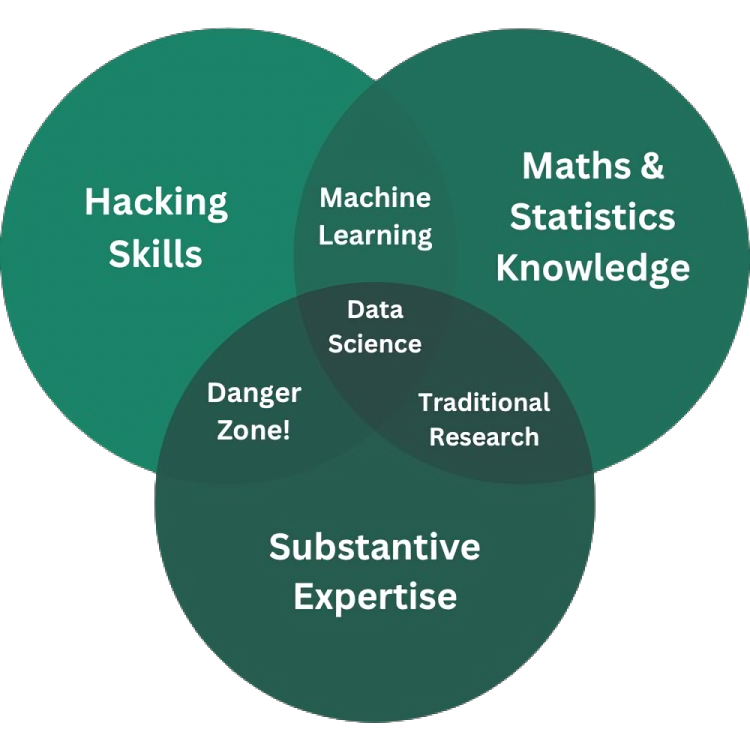 Hacking
Skills
Maths &
Statistics
Knowledge
Machine
Learning
Data
Science
Danger
Zone!
Traditional
Research
Substantive
Expertise